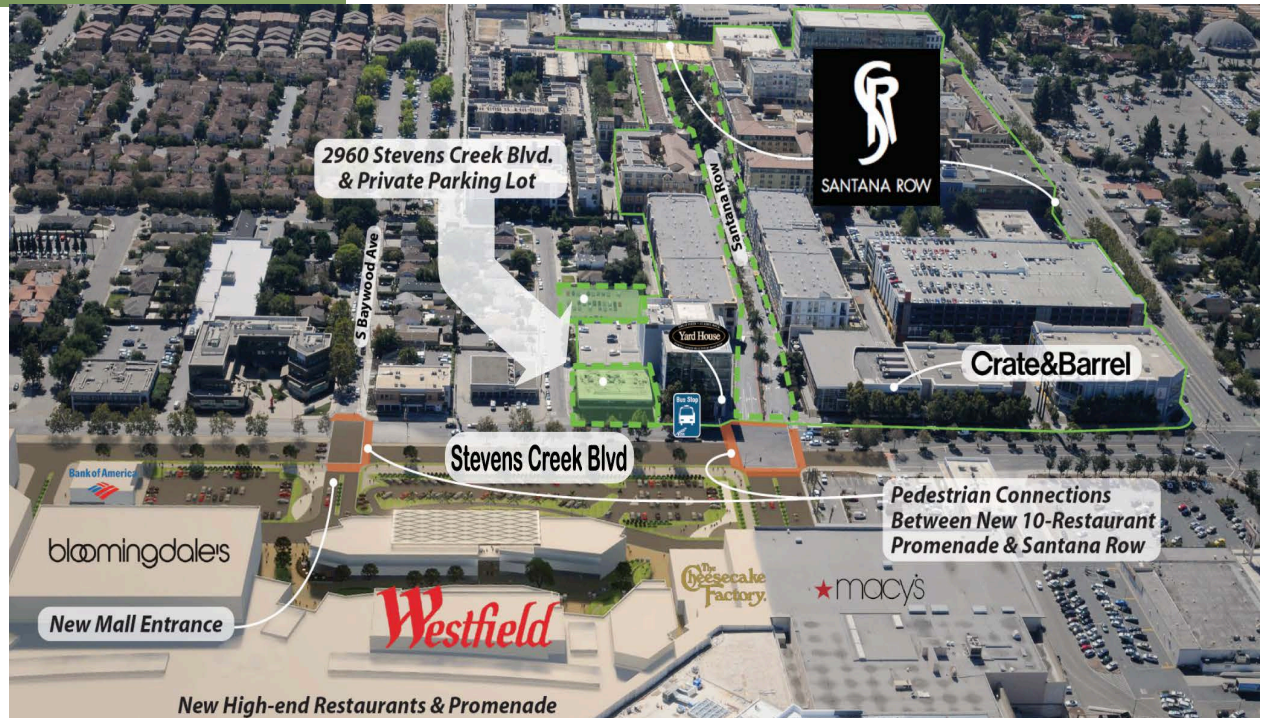 2960 Stevens Creek Blvd.
& Private Parking Lot
SANTANA ROW
Santana Row
S Baywood Ave
Yard House
Crate&Barrel
Bus Stop
Stevens Creek Blvd
Bank of America
Pedestrian Connections
Between New 10-Restaurant
Promenade & Santana Row
bloomingdale's
The
Cheesecake
Factory.
macy's
New Mall Entrance
Westfield
New High-end Restaurants & Promenade